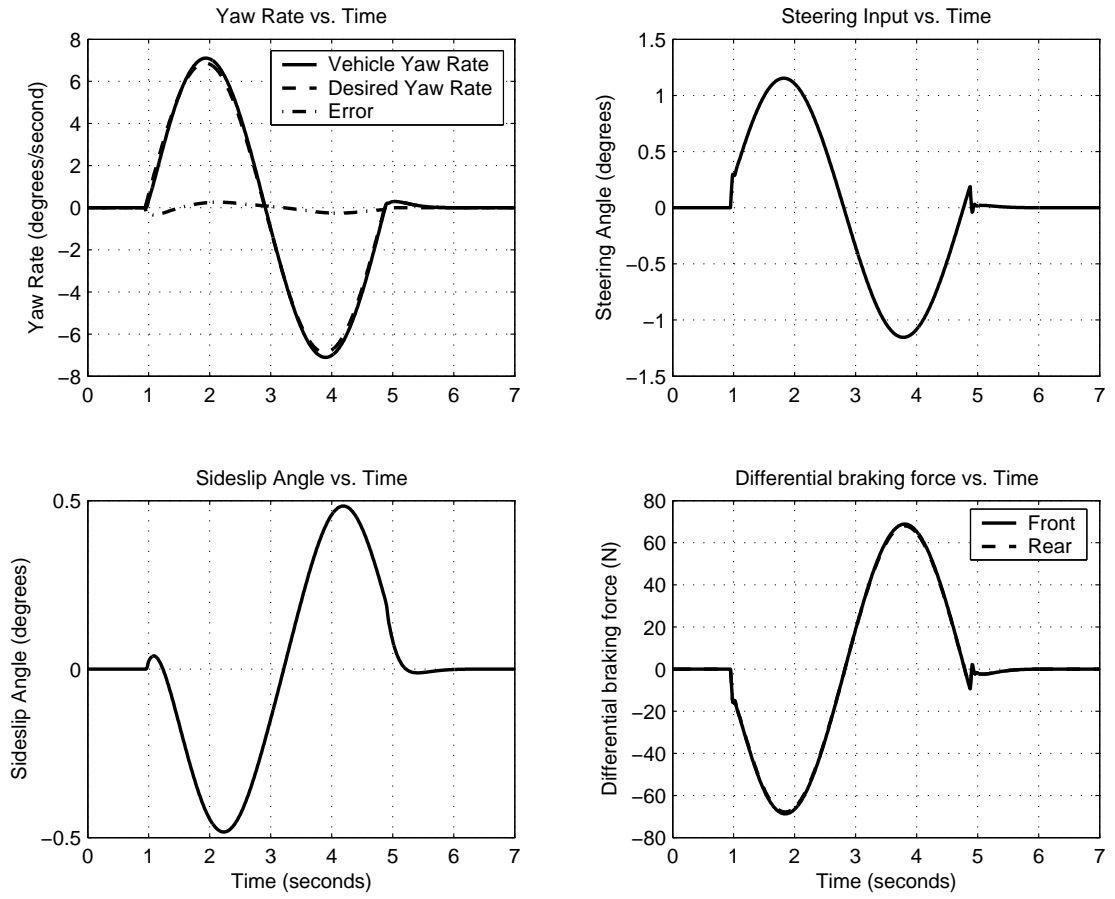 Yaw Rate vs. Time
Yaw Rate (degrees/second)
8
6
4
2
0
−2
−4
−6
−8
0 1 2 3 4 5 6 7
Vehicle Yaw Rate
Desired Yaw Rate
Error
Steering Input vs. Time
Steering Angle (degrees)
1.5
1
0.5
0
−0.5
−1
−1.5
0 1 2 3 4 5 6 7
Sideslip Angle vs. Time
Sideslip Angle (degrees)
0.5
0
−0.5
0 1 2 3 4 5 6 7
Time (seconds)
Differential braking force vs. Time
Differential braking force (N)
80
60
40
20
0
−20
−40
−60
−80
0 1 2 3 4 5 6 7
Time (seconds)
Front
Rear